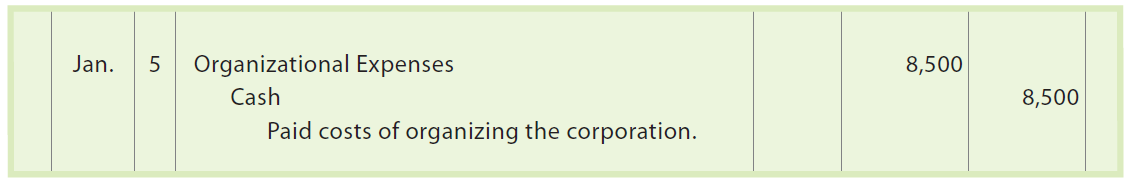 Jan. 5 Organizational Expenses 8,500
Cash 8,500
Paid costs of organizing the corporation.